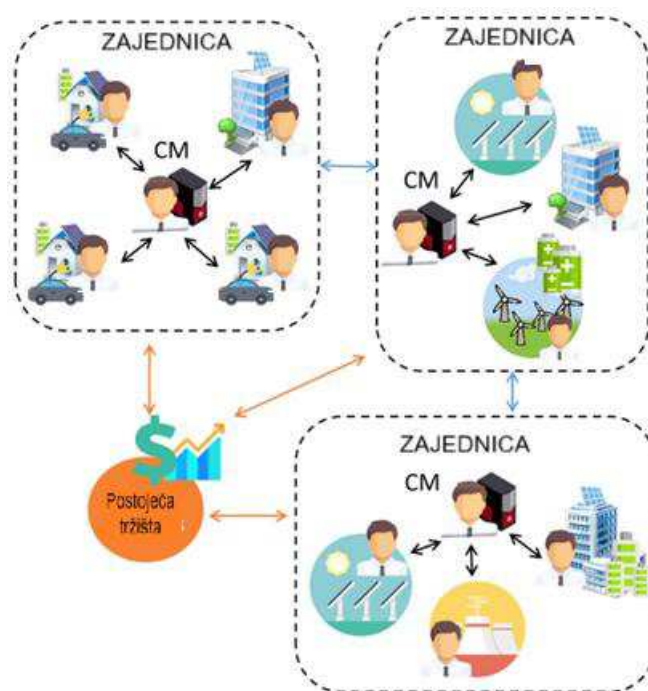 ZAJEDNICA
CM
ZAJEDNICA
CM
Postojeća
tržišta
ZAJEDNICA
CM